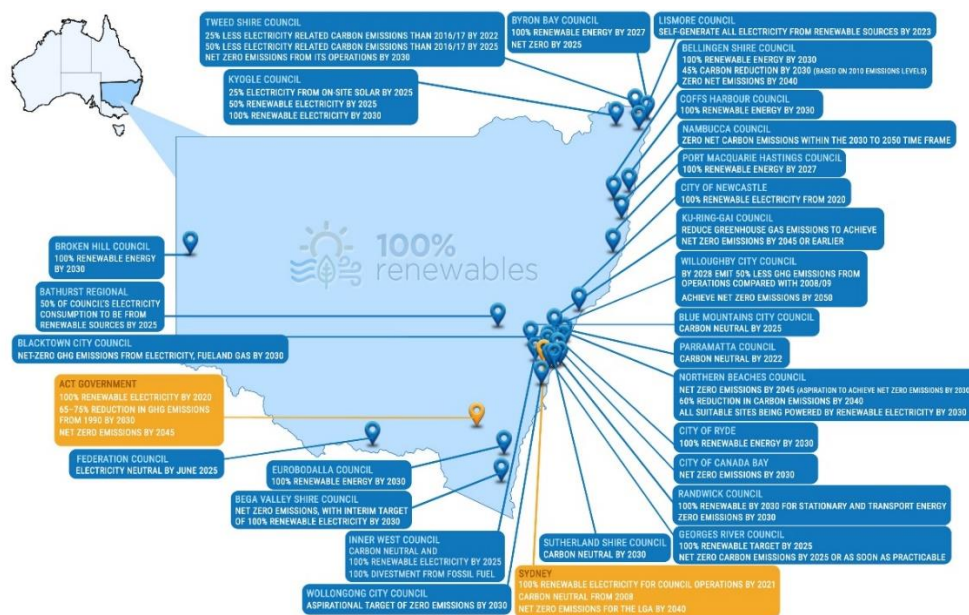 TWEED SHIRE COUNCIL
25% LESS ELECTRICITY RELATED CARBON EMISSIONS THAN 2016/17 BY 2022
50% LESS ELECTRICITY RELATED CARBON EMISSIONS THAN 2016/17 BY 2025
NET ZERO EMISSIONS FROM ITS OPERATIONS BY 2030
BYRON BAY COUNCIL
100% RENEWABLE ENERGY BY 2027
NET ZERO BY 2025
LISMORE COUNCIL
SELF-GENERATE ALL ELECTRICITY FROM RENEWABLE SOURCES BY 2023
BELLINGEN SHIRE COUNCIL
100% RENEWABLE ENERGY BY 2030
45% CARBON REDUCTION BY 2030 (BASED ON 2010 EMISSIONS LEVELS)
ZERO NET EMISSIONS BY 2040
KYOGLE COUNCIL
25% ELECTRICITY FROM ON-SITE SOLAR BY 2025
50% RENEWABLE ELECTRICITY BY 2025
100% RENEWABLE ELECTRICITY BY 2030
COFFS HARBOUR COUNCIL
100% RENEWABLE ENERGY BY 2030
NAMBUCCA COUNCIL
ZERO NET CARBON EMISSIONS WITHIN THE 2030 TO 2050 TIME FRAME
PORT MACQUARIE HASTINGS COUNCIL
100% RENEWABLE ENERGY BY 2027
CITY OF NEWCASTLE
100% RENEWABLE ELECTRICITY FROM 2020
KU-RING-GAI COUNCIL
REDUCE GREENHOUSE GAS EMISSIONS TO ACHIEVE
NET ZERO EMISSIONS BY 2045 OR EARLIER
100%
renewables
BROKEN HILL COUNCIL
100% RENEWABLE ENERGY
BY 2030
WILLOUGHBY CITY COUNCIL
BY 2028 EMIT 50% LESS GHG EMISSIONS FROM
OPERATIONS COMPARED WITH 2008/09
ACHIEVE NET ZERO EMISSIONS BY 2050
BATHURST REGIONAL
50% OF COUNCIL'S ELECTRICITY
CONSUMPTION TO BE FROM
RENEWABLE SOURCES BY 2025
BLUE MOUNTAINS CITY COUNCIL
CARBON NEUTRAL BY 2025
BLACKTOWN CITY COUNCIL
NET-ZERO GHG EMISSIONS FROM ELECTRICITY, FUELAND GAS BY 2030
PARRAMATTA COUNCIL
CARBON NEUTRAL BY 2022
ACT GOVERNMENT
100% RENEWABLE ELECTRICITY BY 2020
65–75% REDUCTION IN GHG EMISSIONS
FROM 1990 BY 2030
NET ZERO EMISSIONS BY 2045
NORTHERN BEACHES COUNCIL
NET ZERO EMISSIONS BY 2045 (ASPIRATION TO ACHIEVE NET ZERO EMISSIONS BY 2030)
60% REDUCTION IN CARBON EMISSIONS BY 2040
ALL SUITABLE SITES BEING POWERED BY RENEWABLE ELECTRICITY BY 2030
CITY OF RYDE
100% RENEWABLE ENERGY BY 2030
FEDERATION COUNCIL
ELECTRICITY NEUTRAL BY JUNE 2025
EUROBODALLA COUNCIL
100% RENEWABLE ENERGY BY 2030
CITY OF CANADA BAY
NET ZERO EMISSIONS BY 2030
BEGA VALLEY SHIRE COUNCIL
NET ZERO EMISSIONS, WITH INTERIM TARGET
OF 100% RENEWABLE ELECTRICITY BY 2030
RANDWICK COUNCIL
100% RENEWABLE BY 2030 FOR STATIONARY AND TRANSPORT ENERGY
ZERO EMISSIONS BY 2030
INNER WEST COUNCIL
CARBON NEUTRAL AND
100% RENEWABLE ELECTRICITY BY 2025
100% DIVESTMENT FROM FOSSIL FUEL
SUTHERLAND SHIRE COUNCIL
CARBON NEUTRAL BY 2030
GEORGES RIVER COUNCIL
100% RENEWABLE TARGET BY 2025
NET ZERO CARBON EMISSIONS BY 2025 OR AS SOON AS PRACTICABLE
WOLLONGONG CITY COUNCIL
ASPIRATIONAL TARGET OF ZERO EMISSIONS BY 2030
SYDNEY
100% RENEWABLE ELECTRICITY FOR COUNCIL OPERATIONS BY 2021
CARBON NEUTRAL FROM 2008
NET ZERO EMISSIONS FOR THE LGA BY 2040